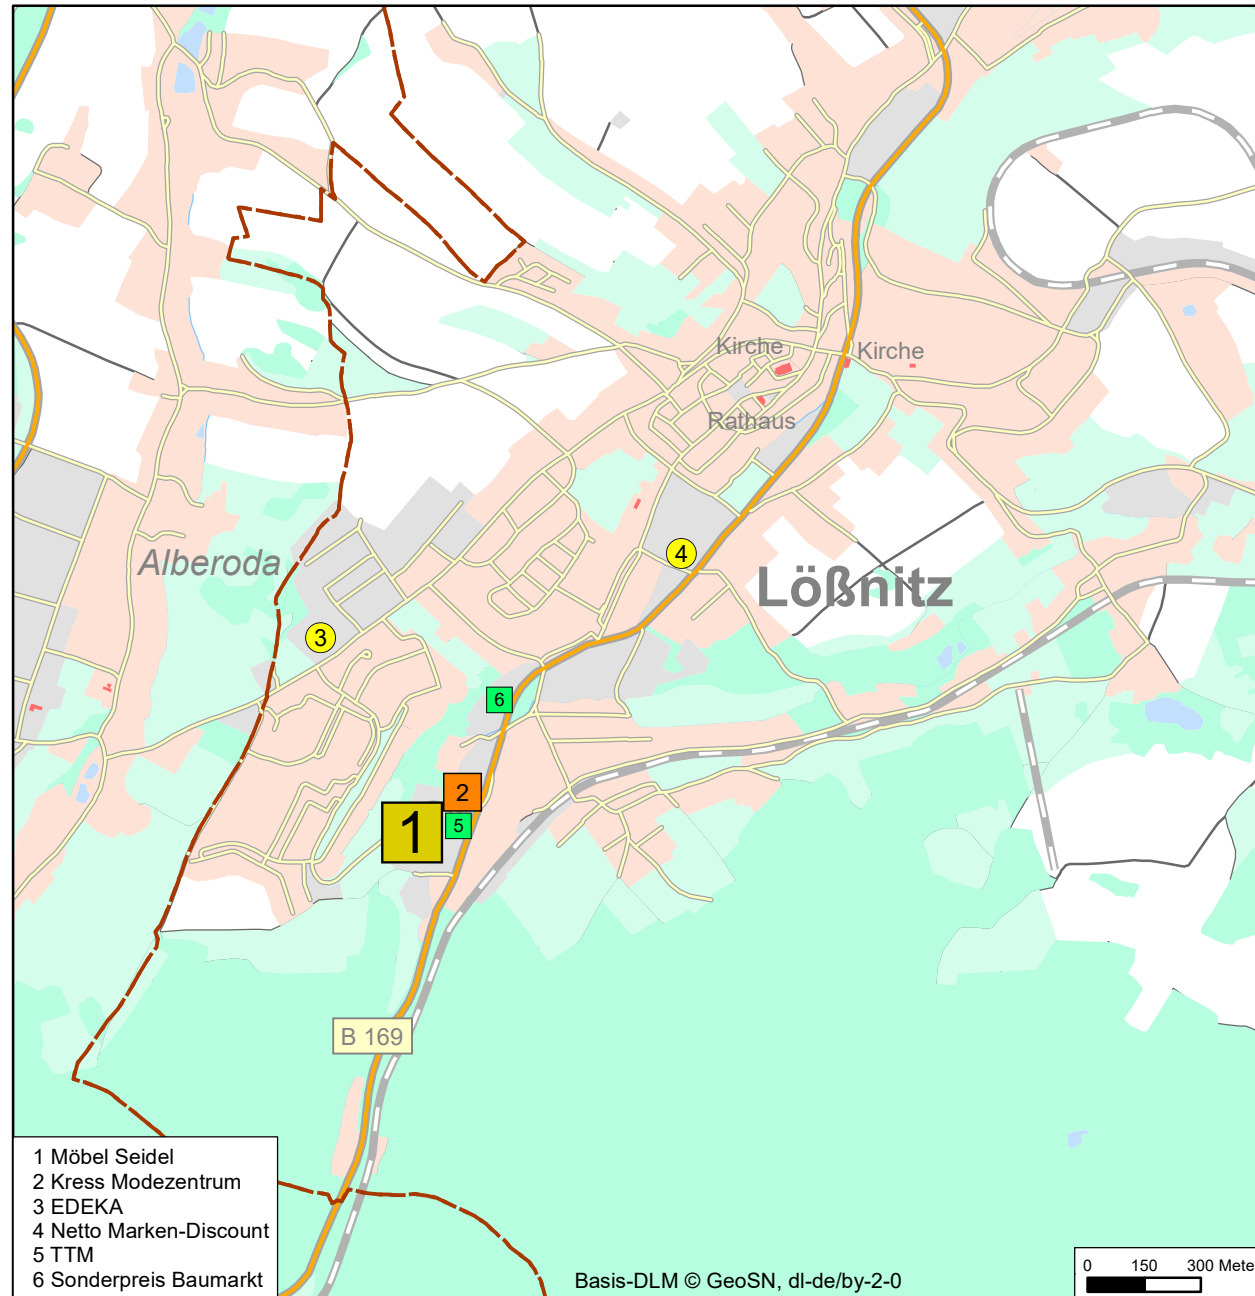 Kirche
Kirche
Rathaus
4
Alberoda
Lößnitz
3
6
2
1
5
B 169
1 Möbel Seidel
2 Kress Modezentrum
3 EDEKA
4 Netto Marken-Discount
5 TTM
6 Sonderpreis Baumarkt
Basis-DLM © GeoSN, dl-de/by-2-0
0 150 300 Mete